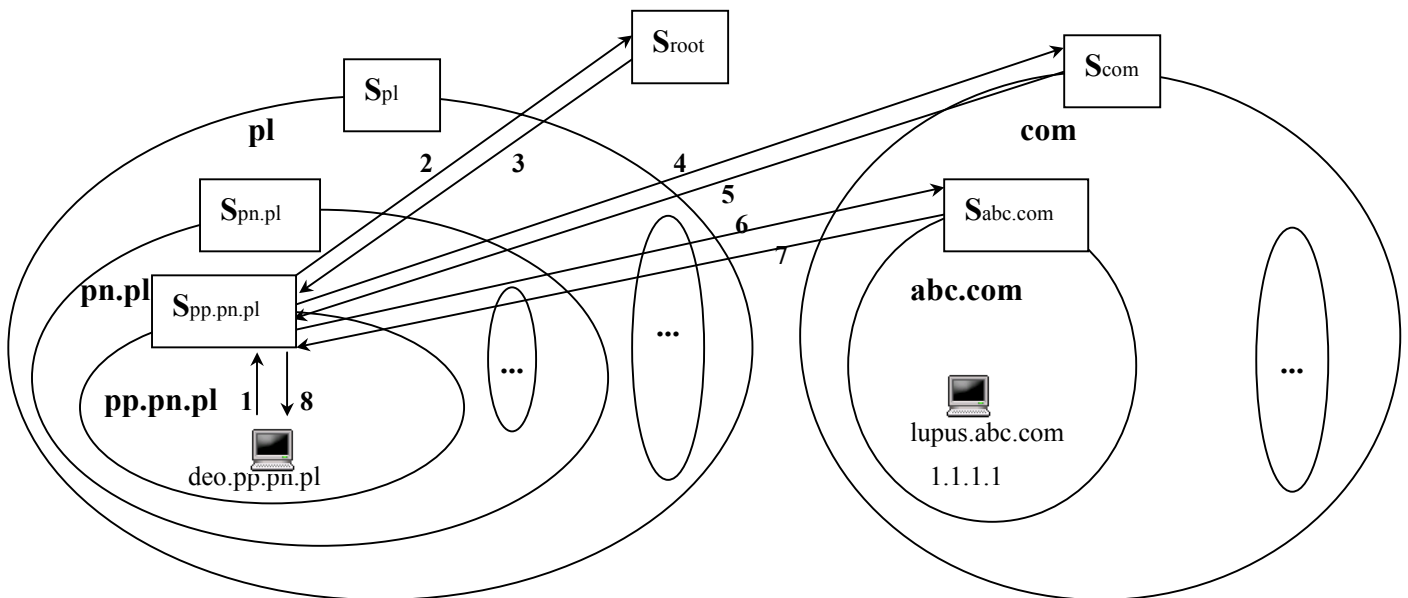 Sroot
Scom
Spl
pl
com
2
3
4
5
Spn.pl
Sabc.com
6
7
pn.pl
Spp.pn.pl
abc.com
...
...
...
pp.pn.pl
1
8
lupus.abc.com
deo.pp.pn.pl
1.1.1.1